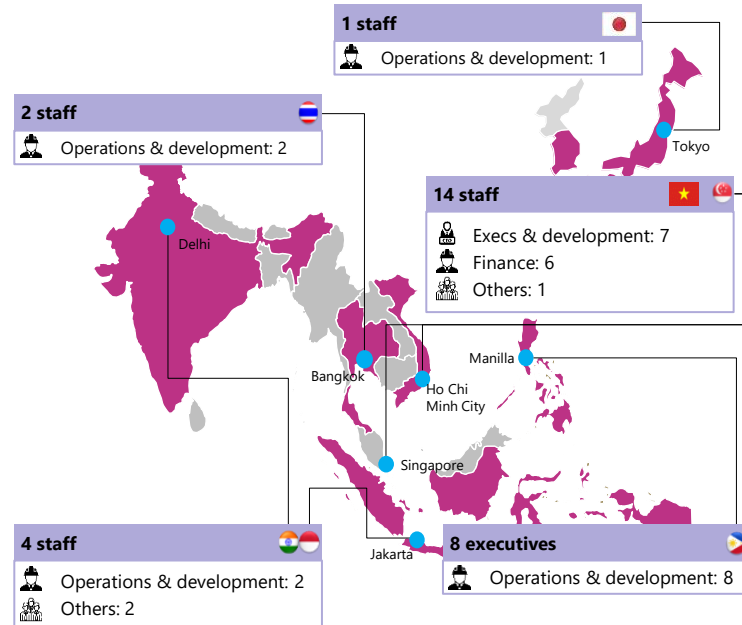 1 staff
Operations & development: 1
Tokyo
2 staff
Operations & development: 2
14 staff
Execs & development: 7
CEO
Finance: 6
Others: 1
Delhi
Bangkok
Ho Chi
Minh City
Manilla
Singapore
Jakarta
4 staff
Operations & development: 2
Others: 2
8 executives
Operations & development: 8